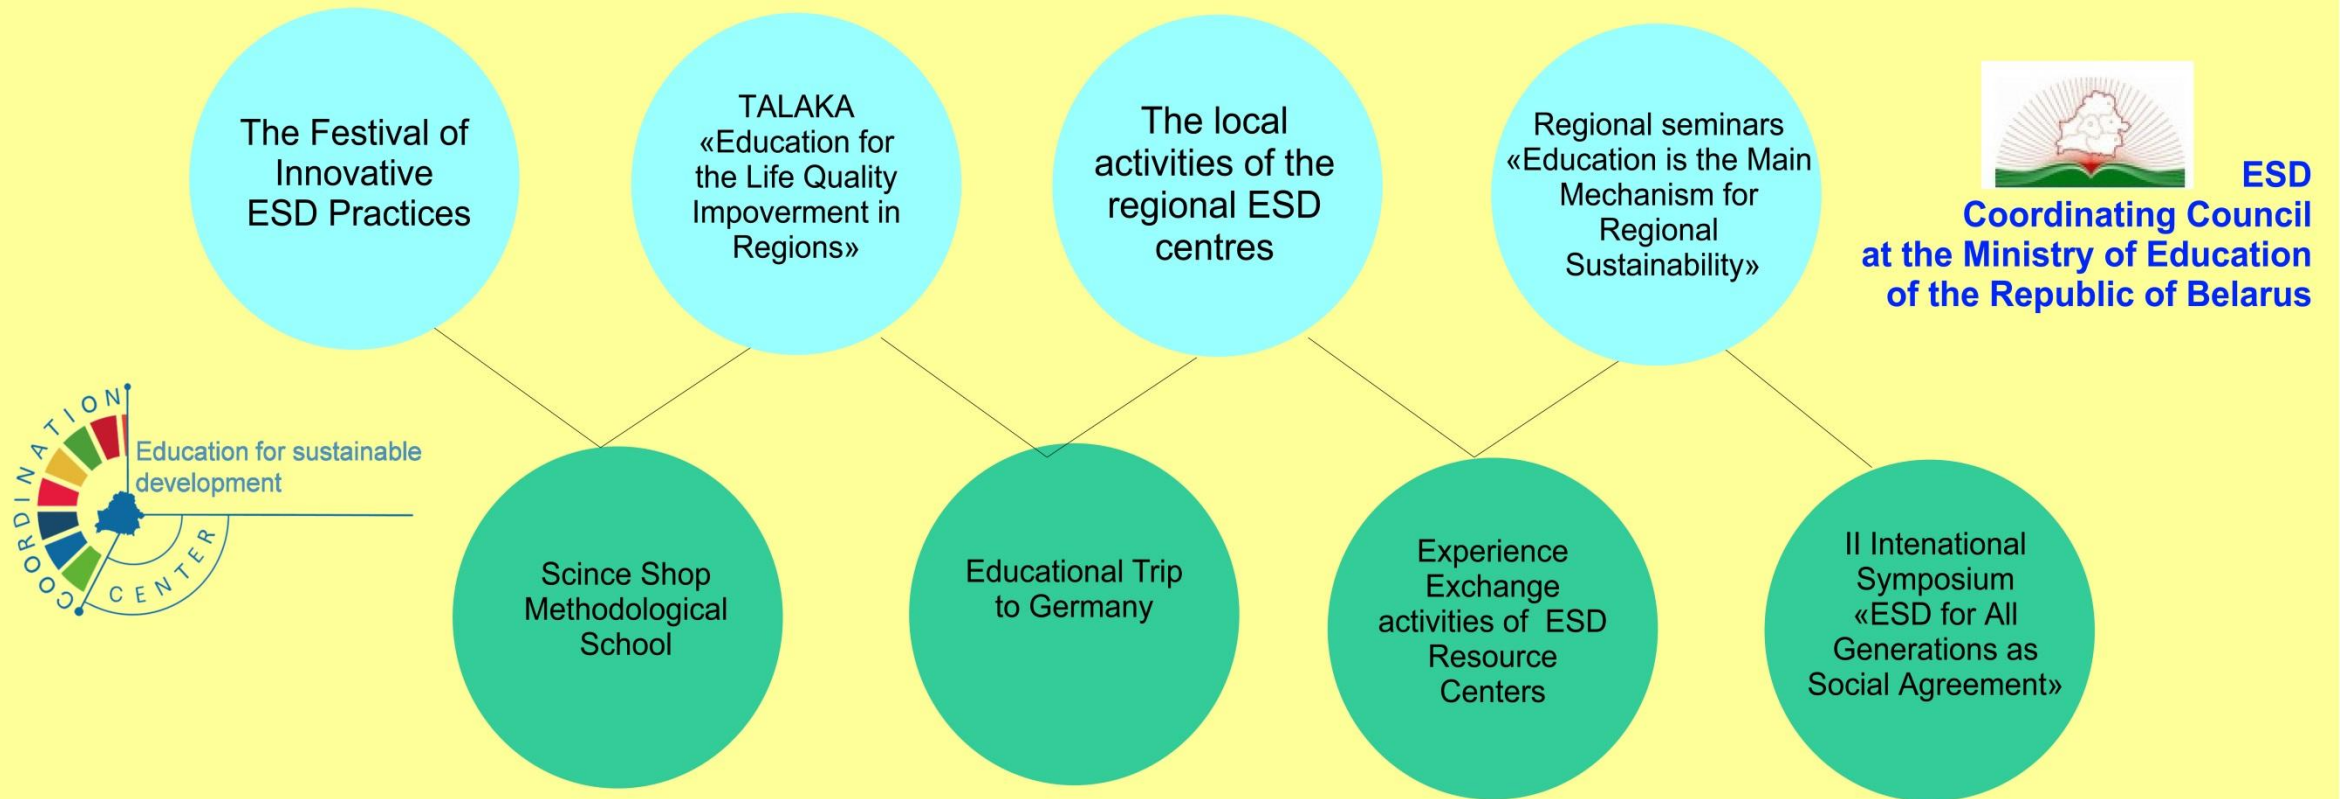 The Festival of
Innovative
ESD Practices
TALAKA
«Education for
the Life Quality
Impoverment in
Regions»
The local
activities of the
regional ESD
centres
Regional seminars
«Education is the Main
Mechanism for
Regional
Sustainability»
ESD
Coordinating Council
at the Ministry of Education
of the Republic of Belarus
COORDINATION
Education for sustainable
development
CENTER
Scince Shop
Methodological
School
Educational Trip
to Germany
Experience
Exchange
activities of ESD
Resource
Centers
II Intenational
Symposium
«ESD for All
Generations as
Social Agreement»